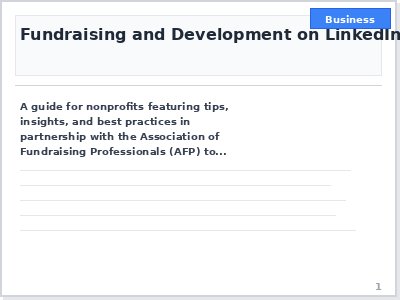 Business
Fundraising and Development on LinkedIn
A guide for nonprofits featuring tips,
insights, and best practices in
partnership with the Association of
Fundraising Professionals (AFP) to...
1